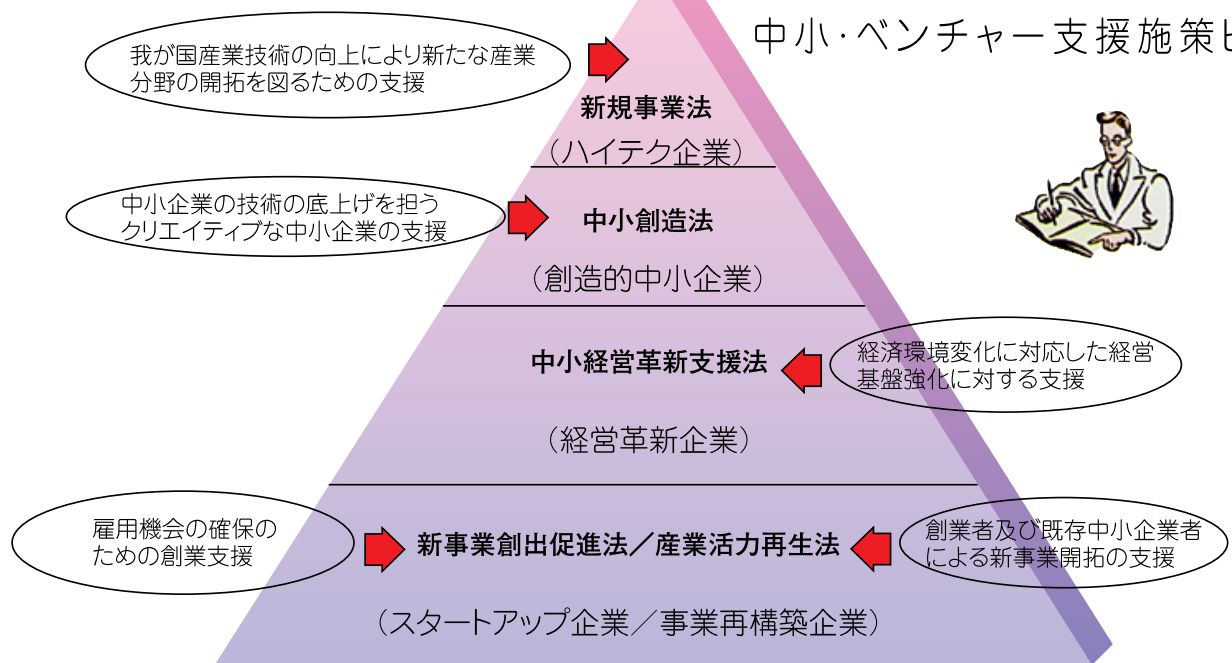 中小・ベンチャー支援施策
我が国産業技術の向上により新たな産業
分野の開拓を図るための支援
新規事業法
（ハイテク企業）
中小企業の技術の底上げを担う
クリエイティブな中小企業の支援
中小創造法
（創造的中小企業）
中小経営革新支援法
経済環境変化に対応した経営
基盤強化に対する支援
（経営革新企業）
雇用機会の確保の
ための創業支援
新事業創出促進法／産業活力再生法
創業者及び既存中小企業者
による新事業開拓の支援
（スタートアップ企業／事業再構築企業）